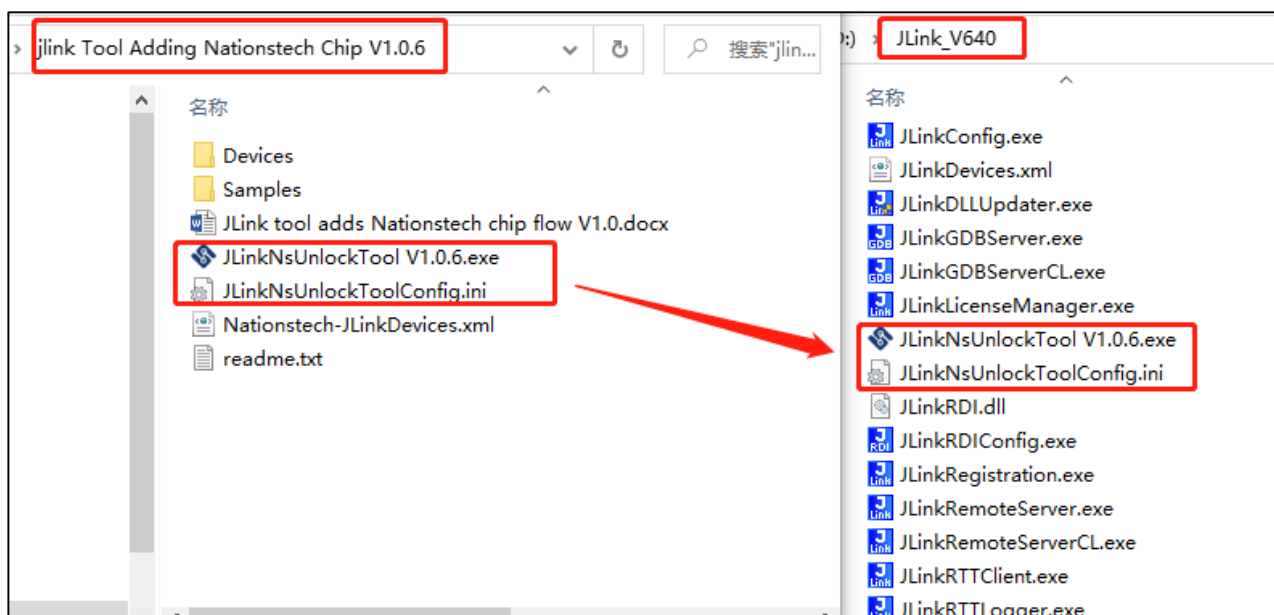 jlink Tool Adding Nationstech Chip V1.0.6
搜索"jlin...
名称
Devices
Samples
JLink tool adds Nationstech chip flow V1.0.docx
JLinkNsUnlockTool V1.0.6.exe
JLinkNsUnlockToolConfig.ini
Nationstech-JLinkDevices.xml
readme.txt
:)
JLink_V640
名称
JLinkConfig.exe
JLinkDevices.xml
JLinkDLLUpdater.exe
JLinkGDBServer.exe
JLinkGDBServerCL.exe
JLinkLicenseManager.exe
JLinkNsUnlockTool V1.0.6.exe
JLinkNsUnlockToolConfig.ini
JLinkRDI.dll
JLinkRDIConfig.exe
JLinkRegistration.exe
JLinkRemoteServer.exe
JLinkRemoteServerCL.exe
JLinkRTTClient.exe
JLinkRTTLogger.exe